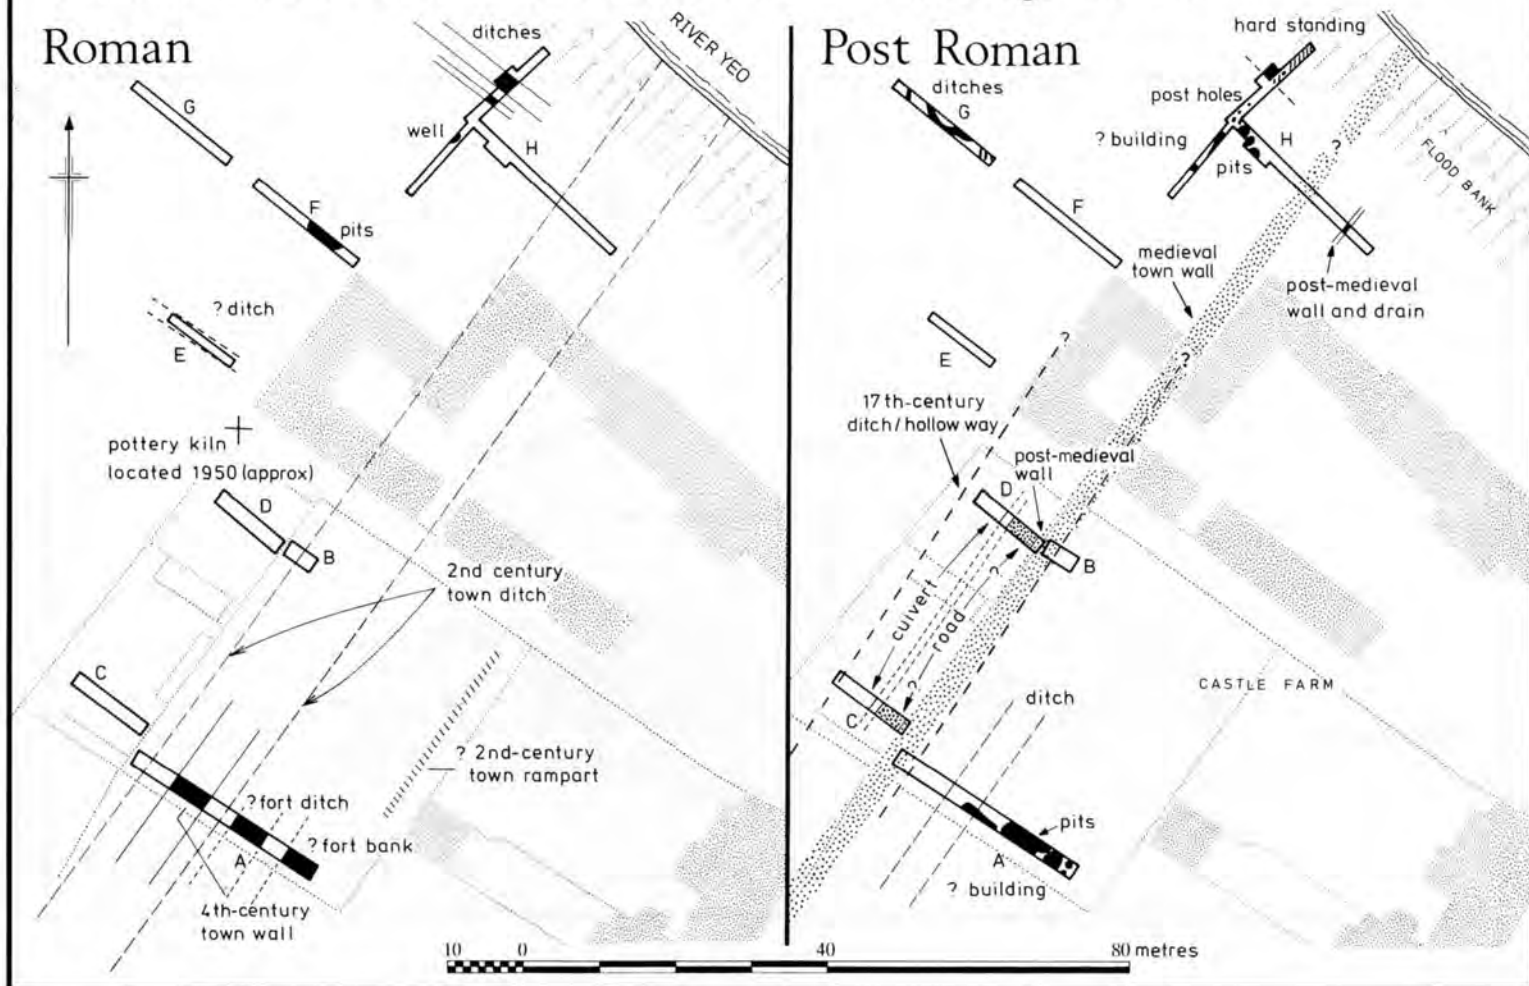 Roman
ditches
RIVER YEO
G
well
H
F
pits
? ditch
E
pottery kiln
located 1950 (approx)
D
B
2nd century
town ditch
C
? 2nd-century
town rampart
? fort ditch
? fort bank
A
4th-century
town wall
Post Roman
hard standing
ditches
G
post holes
? building
H
pits
?
FLOOD BANK
F
medieval
town wall
post-medieval
wall and drain
E
?
?
17th-century
ditch/hollow way
post-medieval
wall
D
B
culvert
?
road
?
C
CASTLE FARM
ditch
pits
A
? building
10 0 40 80 metres